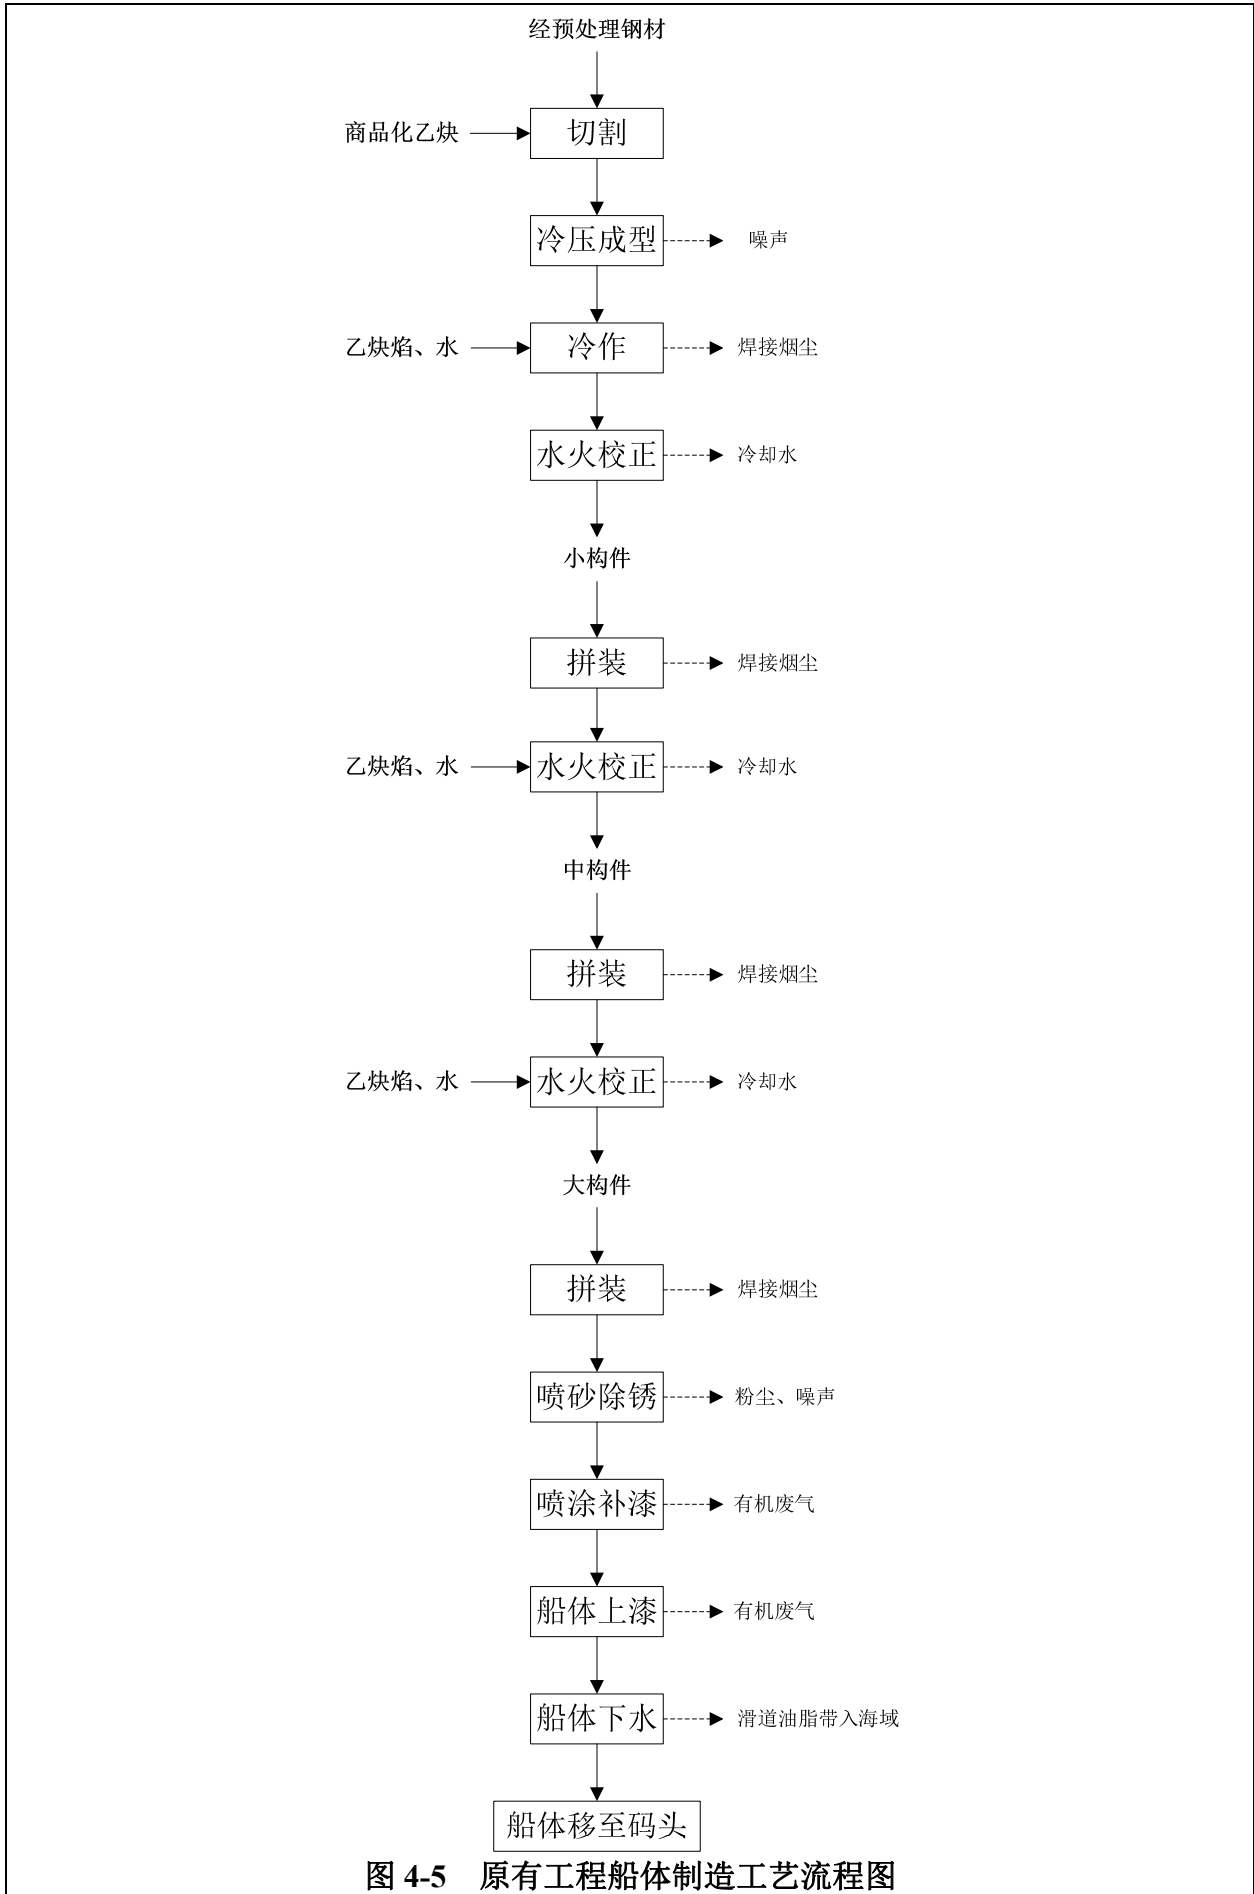 经预处理钢材
商品化乙炔 切割
冷压成型 噪声
乙炔焰、水 冷作 焊接烟尘
水火校正 冷却水
小构件
拼装 焊接烟尘
乙炔焰、水 水火校正 冷却水
中构件
拼装 焊接烟尘
乙炔焰、水 水火校正 冷却水
大构件
拼装 焊接烟尘
喷砂除锈 粉尘、噪声
喷涂补漆 有机废气
船体上漆 有机废气
船体下水 滑道油脂带入海域
船体移至码头
图 4-5 原有工程船体制造工艺流程图